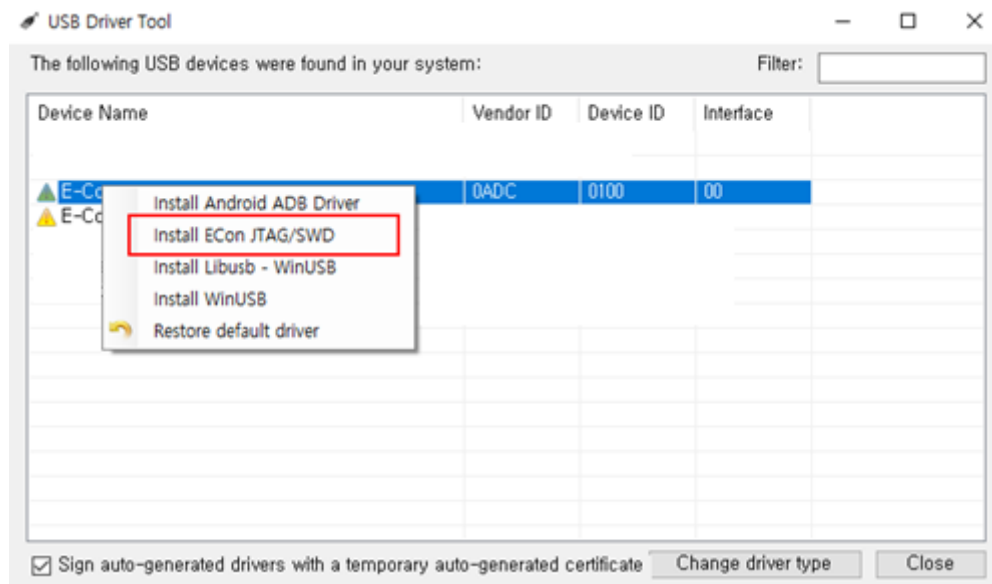 USB Driver Tool
The following USB devices were found in your system: Filter:
Device Name Vendor ID Device ID Interface
0ADC 0100 00
Install Android ADB Driver
Install ECon JTAG/SWD
Install Libusb - WinUSB
Install WinUSB
Restore default driver
Sign auto-generated drivers with a temporary auto-generated certificate Change driver type Close